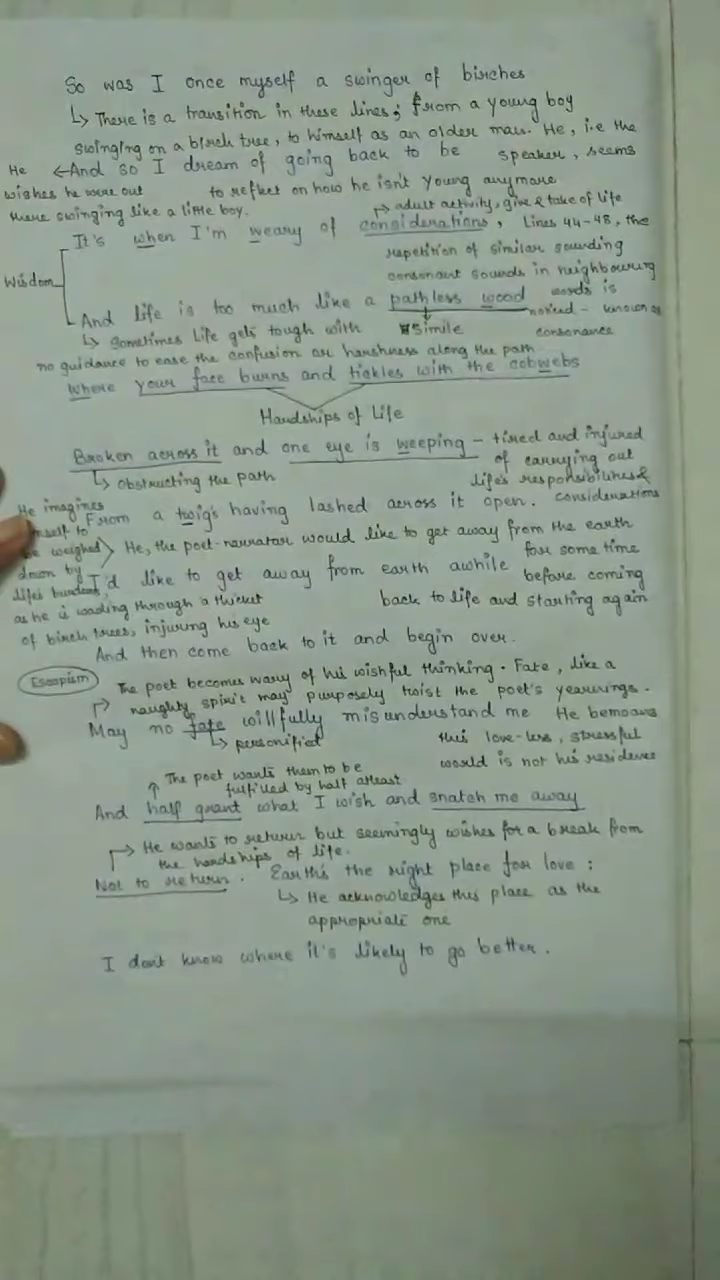 So was I once myself a swinger of birches
↳ There is a transition in these lines; from a young boy
swinging on a birch tree, to himself as an older man. He, i.e the
He ←And so I dream of going back to be speaker, seems
wishes he were out to reflect on how he isn't young anymore
there swinging like a little boy.
↱ adult activity, give & take of life
It's when I'm weary of considerations, Lines 44-48, the
repetition of similar sounding
Wisdom consonant sounds in neighbouring
And life is too much like a pathless wood words is
noticed - known as
↳ Sometimes Life gets tough with Simile consonance
no guidance to ease the confusion or harshness along the path
Where your face burns and tickles with the cobwebs
Hardships of Life
Broken across it and one eye is weeping - tired and injured
↳ obstructing the path of carrying out
life's responsibilities &
He imagines considerations
From a twig's having lashed across it open.
himself to
be weighed > He, the poet-narrator would like to get away from the earth
down by for some time
life's burdens, I'd like to get away from earth awhile before coming
as he is wading through a thicket back to life and starting again
of birch trees, injuring his eye
And then come back to it and begin over.
Escapism The poet becomes wary of his wishful thinking. Fate, like a
↱ naughty spirit may purposely twist the poet's yearnings.
May no fate willfully misunderstand me He bemoans
↳ personified this love-less, stressful
world is not his residence
↑ The poet wants them to be
fulfilled by half atleast
And half grant what I wish and snatch me away
↱ He wants to return but seemingly wishes for a break from
the hardships of life.
Not to return. Earth's the right place for love:
↳ He acknowledges this place as the
appropriate one
I don't know where it's likely to go better.